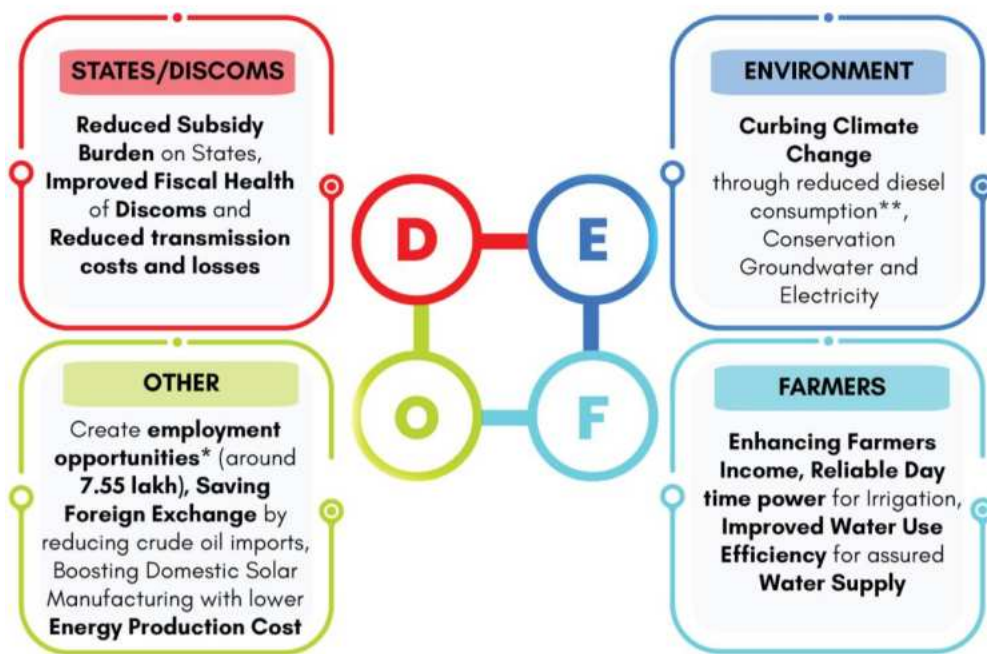 STATES/DISCOMS
Reduced Subsidy
Burden on States,
Improved Fiscal Health
of Discoms and
Reduced transmission
costs and losses
ENVIRONMENT
Curbing Climate
Change
through reduced diesel
consumption**,
Conservation
Groundwater and
Electricity
D
E
O
F
OTHER
Create employment
opportunities* (around
7.55 lakh), Saving
Foreign Exchange by
reducing crude oil imports,
Boosting Domestic Solar
Manufacturing with lower
Energy Production Cost
FARMERS
Enhancing Farmers
Income, Reliable Day
time power for Irrigation,
Improved Water Use
Efficiency for assured
Water Supply